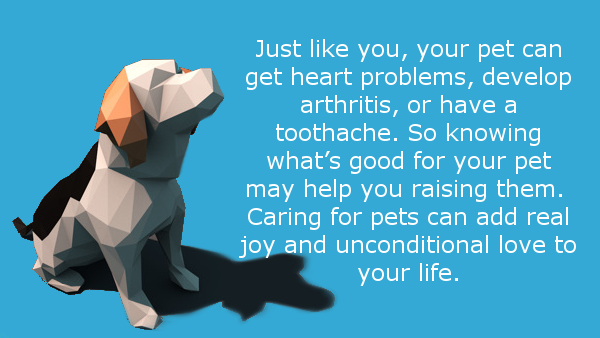 Just like you, your pet can
get heart problems, develop
arthritis, or have a
toothache. So knowing
what’s good for your pet
may help you raising them.
Caring for pets can add real
joy and unconditional love to
your life.